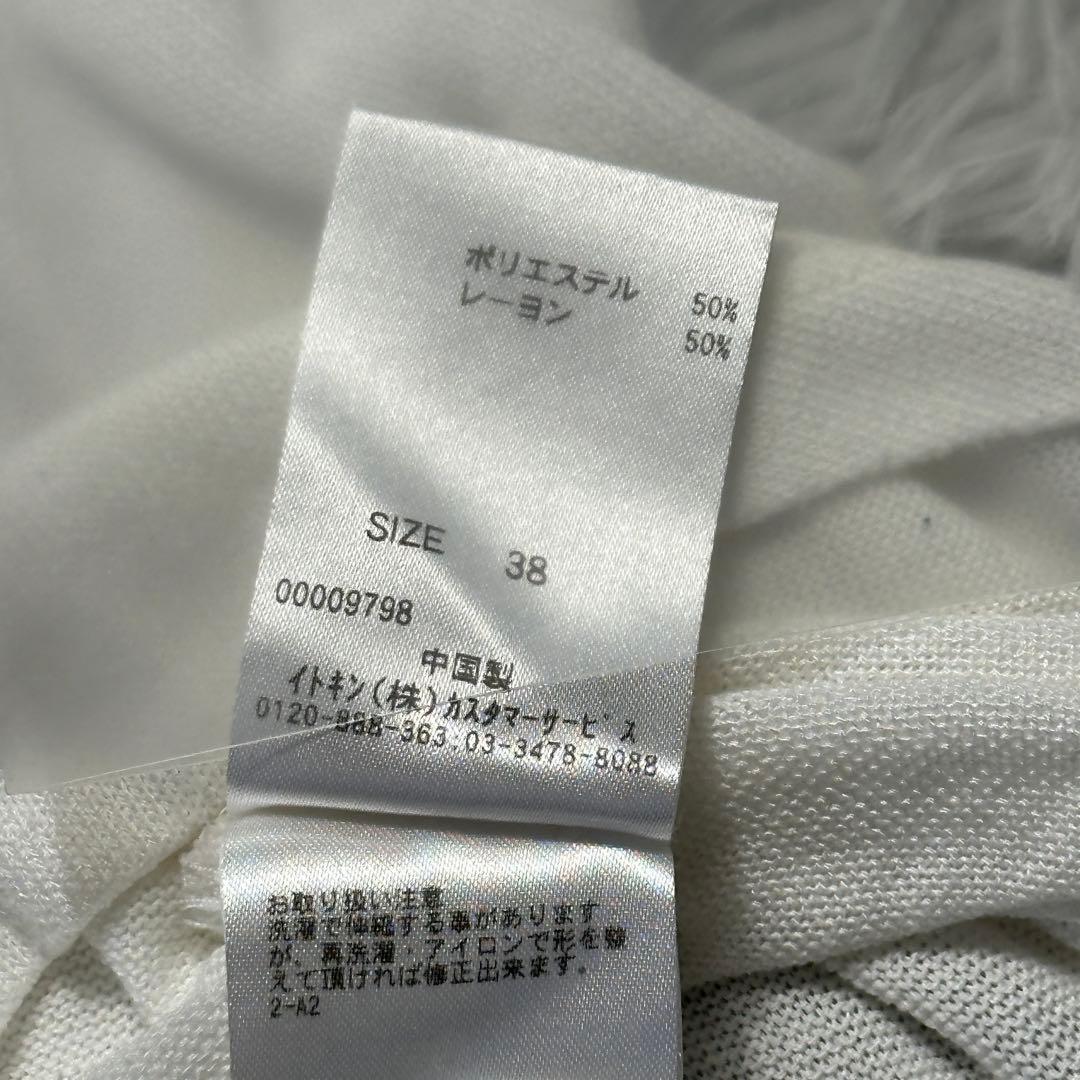 ポリエステル 50%
レーヨン 50%
SIZE 38
00009798
中国製
イトキン(株)カスタマーサービス
0120-888-363.03-3478-8088
お取り扱い注意
洗濯で伸縮する事があります
が、再洗濯・アイロンで形を整
えて頂ければ修正出来ます。
2-A2